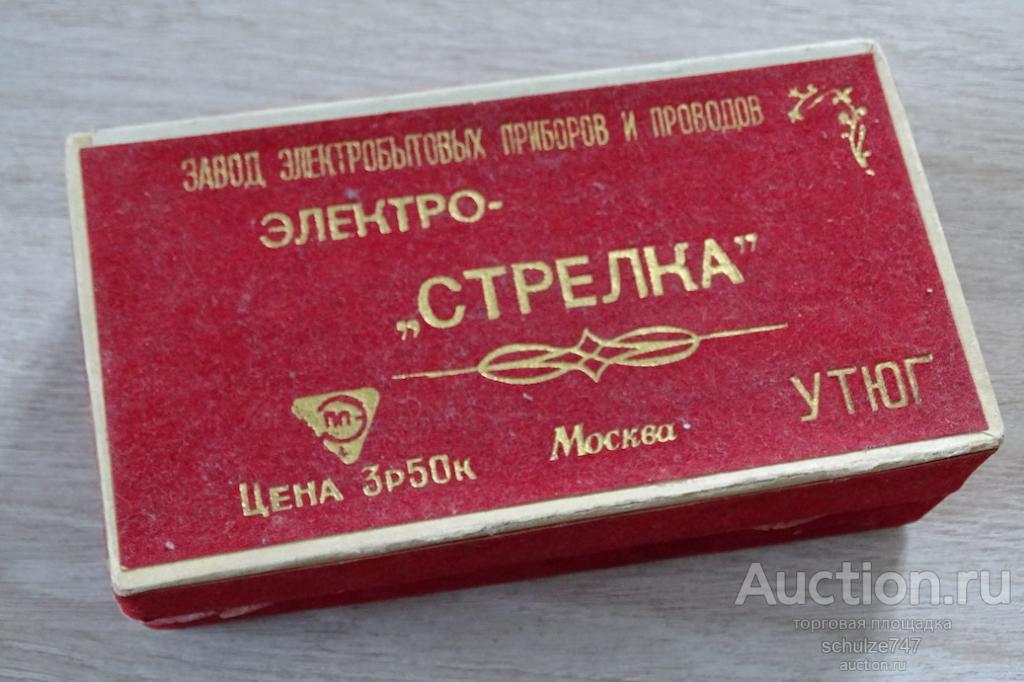 ЗАВОД ЭЛЕКТРОБЫТОВЫХ ПРИБОРОВ И ПРОВОДОВ
ЭЛЕКТРО-
„СТРЕЛКА”
УТЮГ
Москва
ЦЕНА 3р50к
Auction.ru
торговая площадка
schulze747
auction.ru